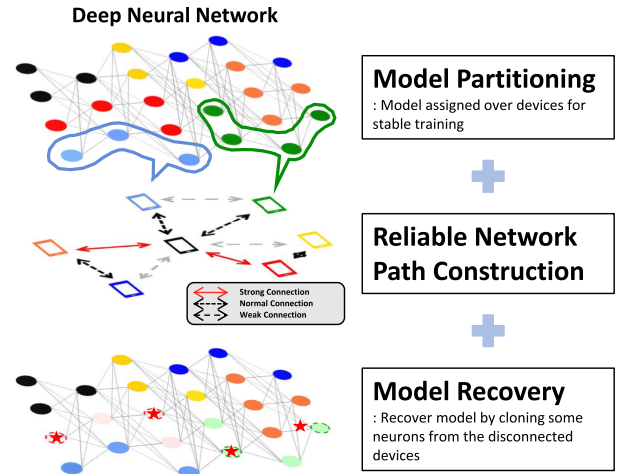 Deep Neural Network
Model Partitioning
: Model assigned over devices for
stable training
Reliable Network
Path Construction
Strong Connection
Normal Connection
Weak Connection
Model Recovery
: Recover model by cloning some
neurons from the disconnected
devices